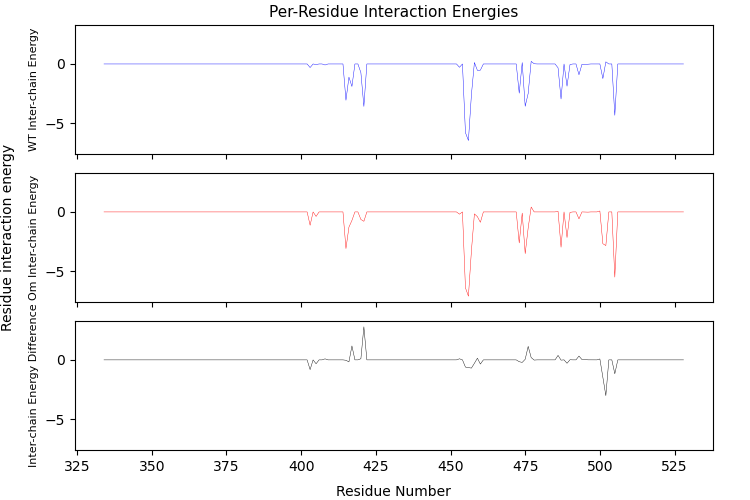 Per-Residue Interaction Energies
Residue interaction energy
WT Inter-chain Energy
0
−5
Om Inter-chain Energy
0
−5
Inter-chain Energy Difference
0
−5
325 350 375 400 425 450 475 500 525
Residue Number